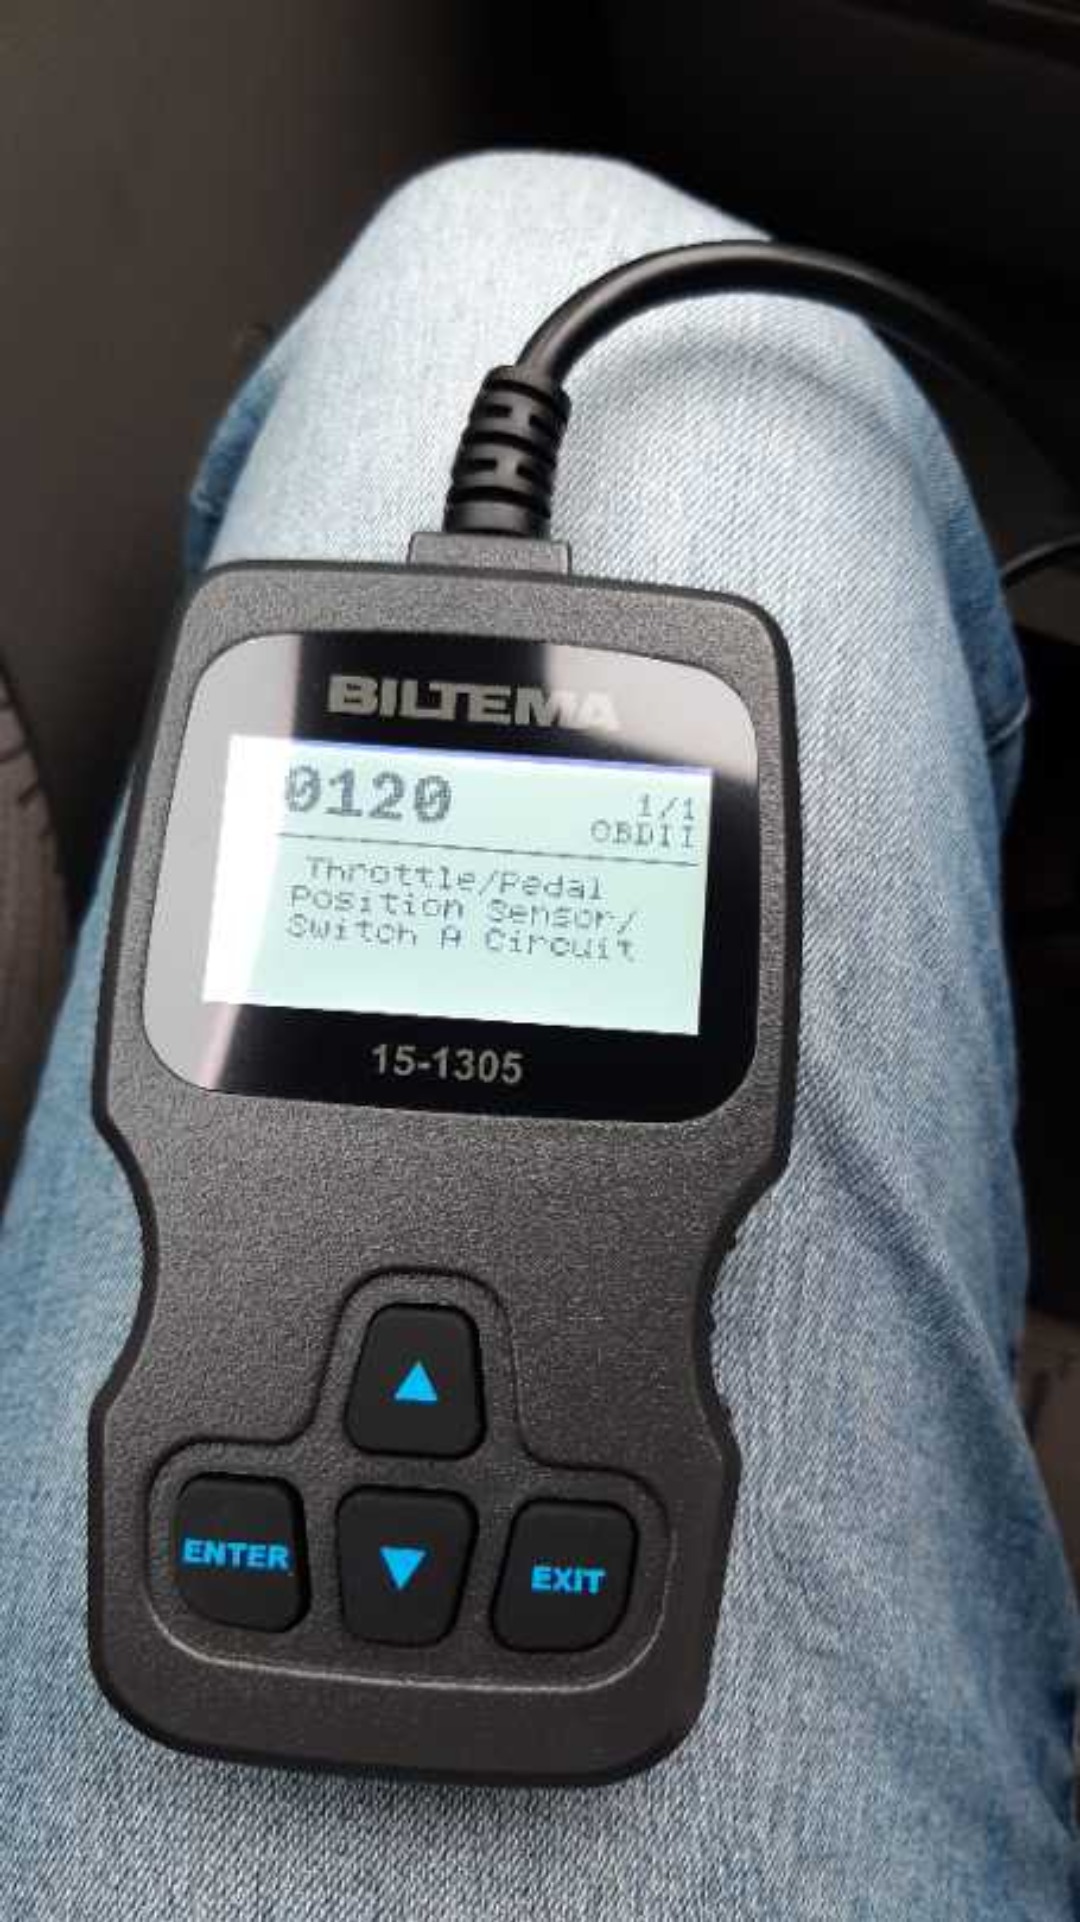 BILTEMA
0120
1/1
OBDII
Throttle/Pedal
Position Sensor/
Switch A Circuit
15-1305
ENTER
EXIT